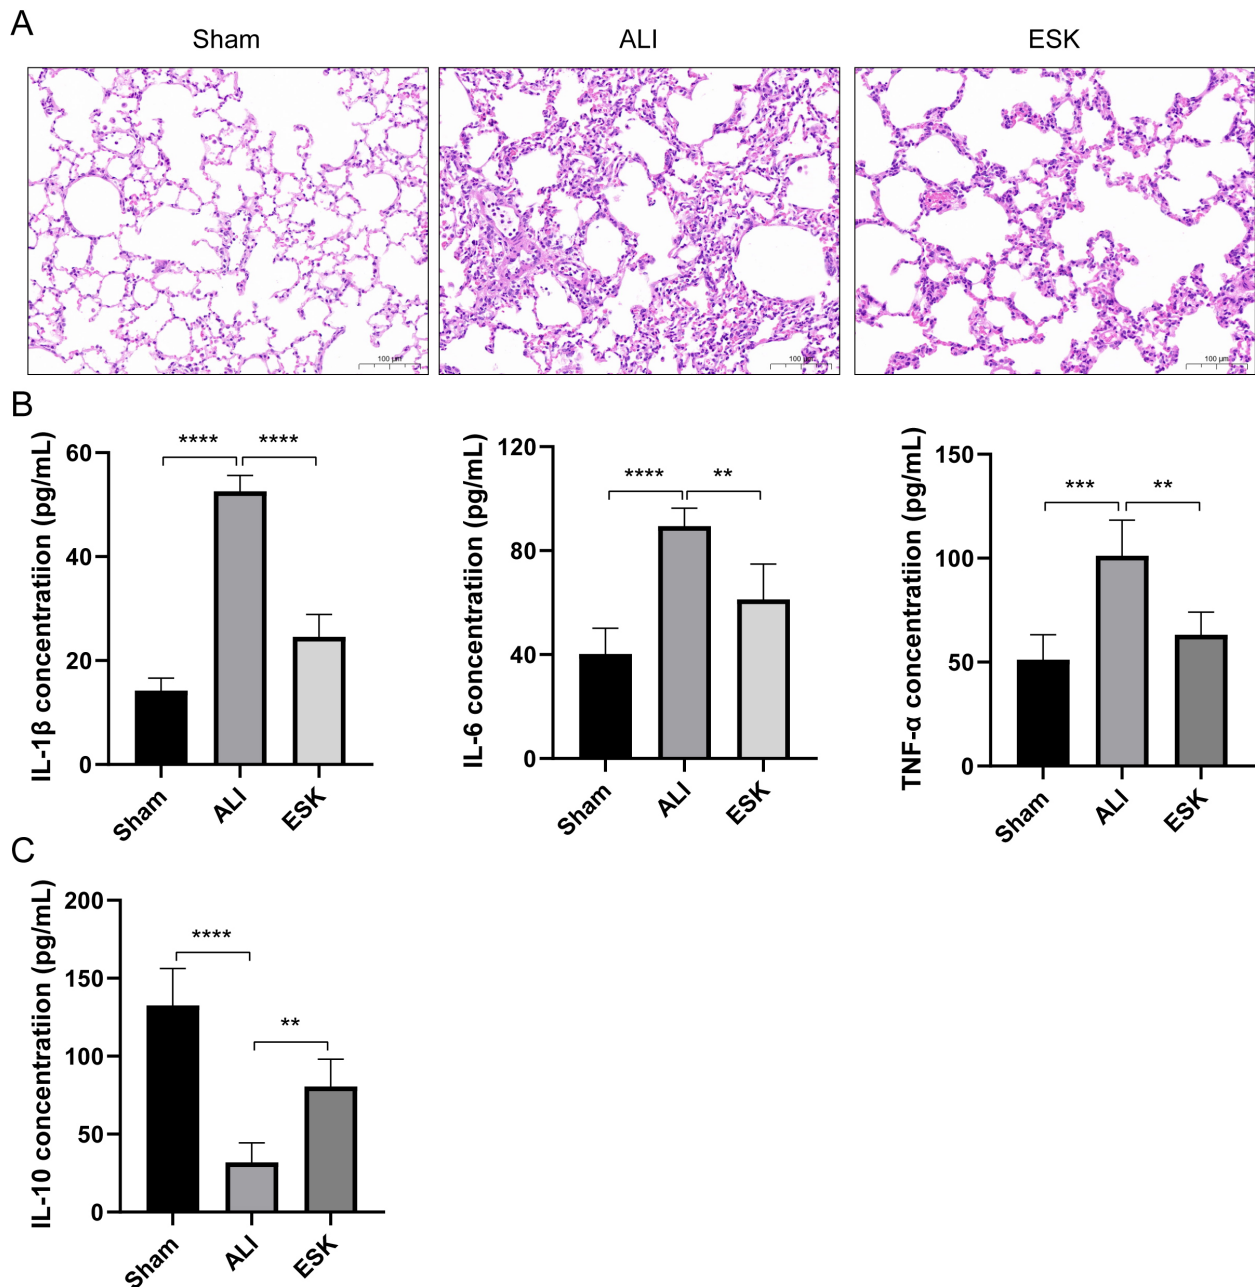 A
Sham
ALI
ESK
100 μm
100 μm
100 μm
B
IL-1β concentratiion (pg/mL)
60
40
20
0
****
****
Sham
ALI
ESK
IL-6 concentratiion (pg/mL)
120
80
40
0
****
**
Sham
ALI
ESK
TNF-α concentratiion (pg/mL)
150
100
50
0
***
**
Sham
ALI
ESK
C
IL-10 concentratiion (pg/mL)
200
150
100
50
0
****
**
Sham
ALI
ESK